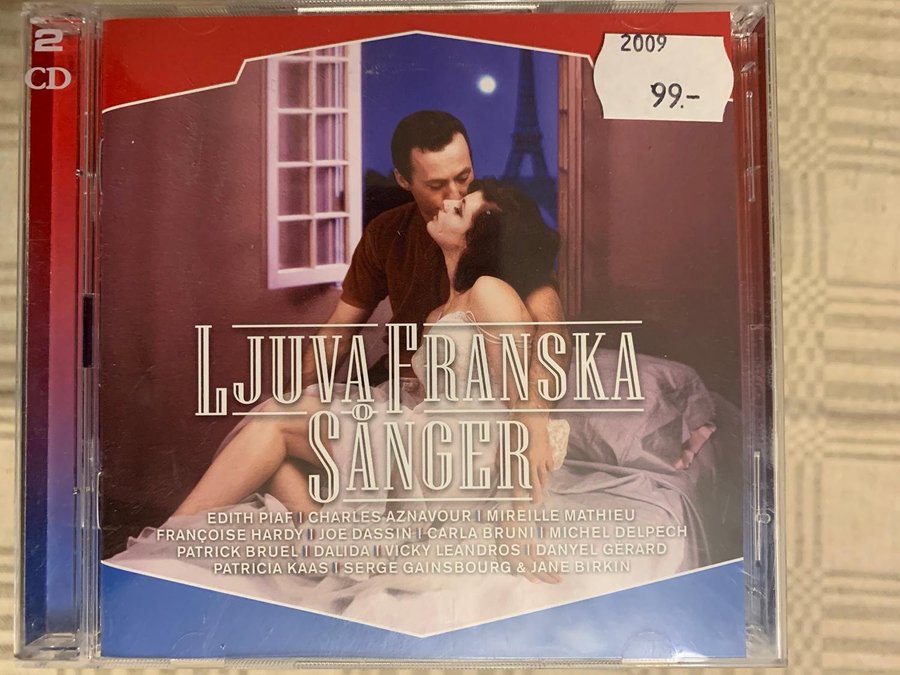 2
CD
2009
99.-
LJUVA FRANSKA
SÅNGER
EDITH PIAF | CHARLES AZNAVOUR | MIREILLE MATHIEU
FRANÇOISE HARDY | JOE DASSIN | CARLA BRUNI | MICHEL DELPECH
PATRICK BRUEL | DALIDA | VICKY LEANDROS | DANYEL GÉRARD
PATRICIA KAAS | SERGE GAINSBOURG & JANE BIRKIN